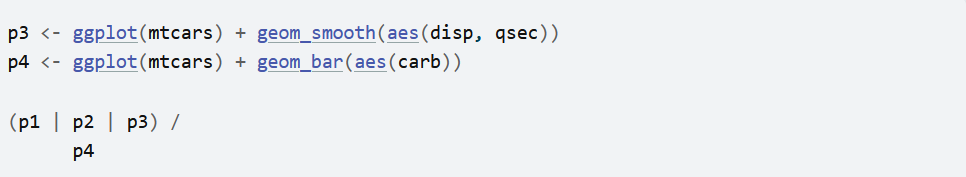 p3 <- ggplot(mtcars) + geom_smooth(aes(disp, qsec))
p4 <- ggplot(mtcars) + geom_bar(aes(carb))
(p1 | p2 | p3) /
p4